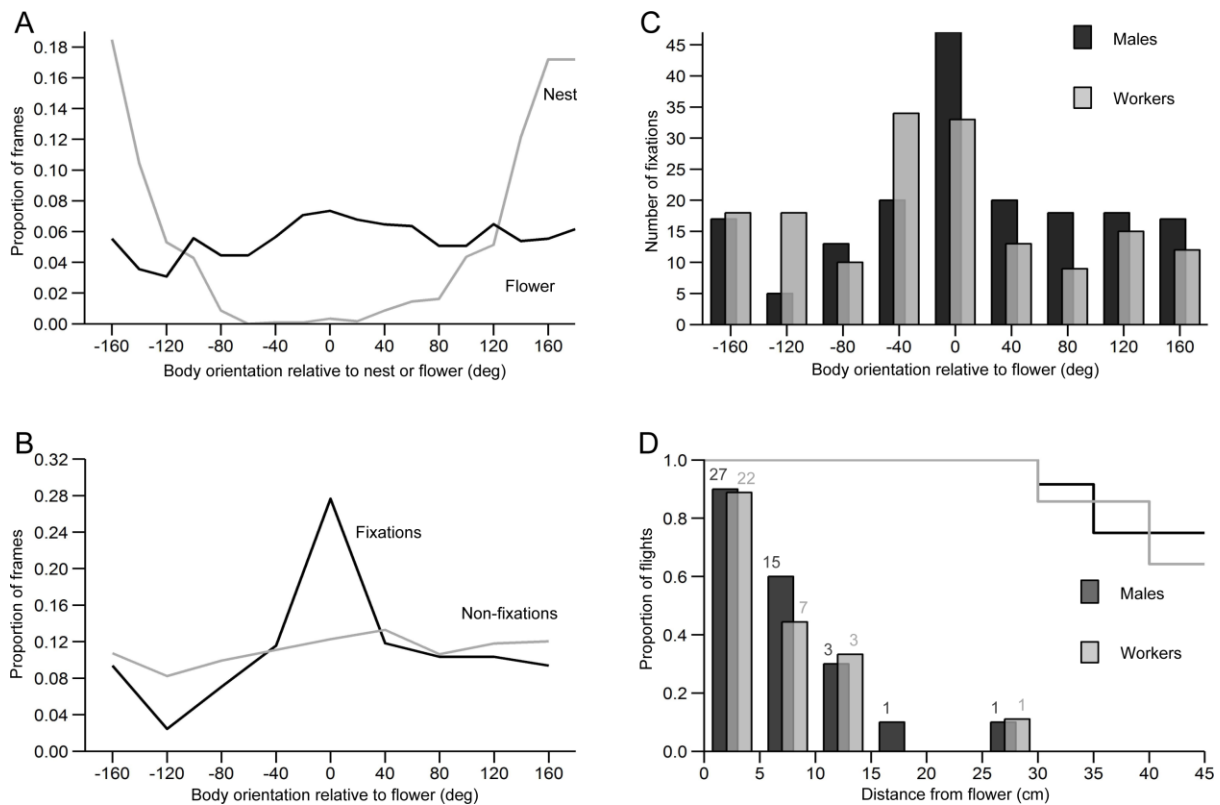 A
0.18
0.16
0.14
0.12
0.10
0.08
0.06
0.04
0.02
0.00
Proportion of frames
Nest
Flower
-160 -120 -80 -40 0 40 80 120 160
Body orientation relative to nest or flower (deg)
C
45
35
25
20
15
10
5
0
Number of fixations
Males
Workers
-160 -120 -80 -40 0 40 80 120 160
Body orientation relative to flower (deg)
B
0.32
0.28
0.24
0.20
0.16
0.12
0.08
0.04
0.00
Proportion of frames
Fixations
Non-fixations
-160 -120 -80 -40 0 40 80 120 160
Body orientation relative to flower (deg)
D
1.0
0.8
0.6
0.4
0.2
0.0
Proportion of flights
27 22
15 7
3 3
1
1 1
Males
Workers
0 5 10 15 20 25 30 35 40 45
Distance from flower (cm)